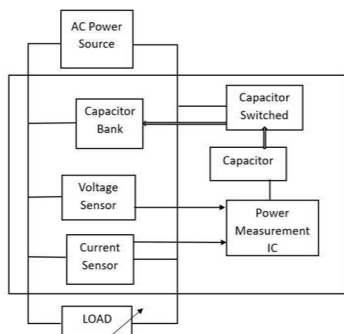 AC Power
Source
Capacitor
Bank
Capacitor
Switched
Capacitor
Voltage
Sensor
Power
Measurement
IC
Current
Sensor
LOAD